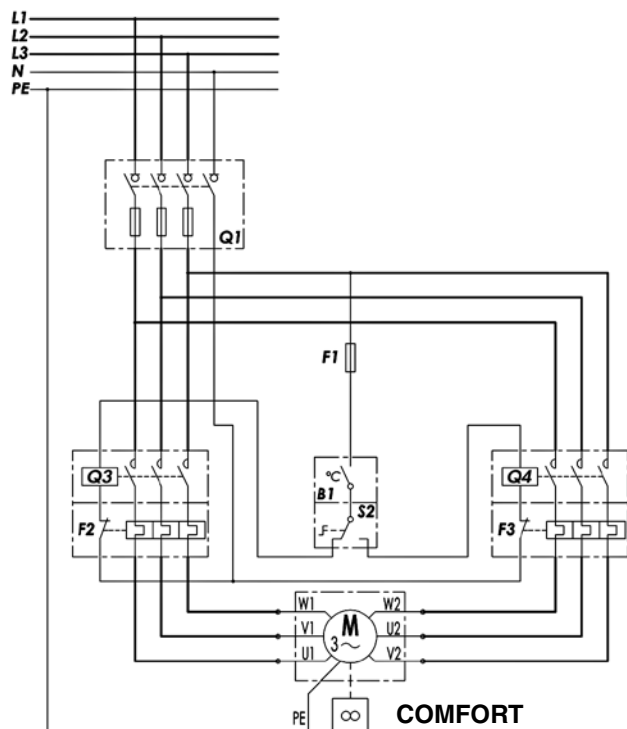 L1
L2
L3
N
PE
Q1
F1
Q3
°C
B1
S2
Q4
F2
F3
W1 M W2
V1 3~ U2
U1 V2
PE
COMFORT